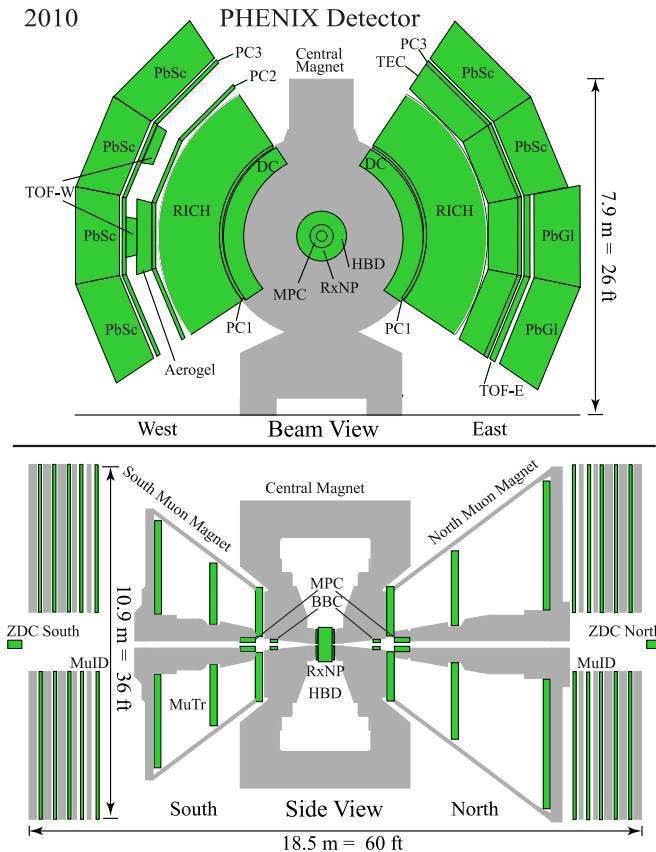 2010
PHENIX Detector
Central
Magnet
PC3
PC2
PbSc
PbSc
TOF-W
PbSc
PbSc
RICH
DC
MPC
RxNP
HBD
PC1
Aerogel
PC3
TEC
PbSc
PbSc
DC
RICH
PbGl
PbGl
PC1
TOF-E
7.9 m = 26 ft
West
Beam View
East
South Muon Magnet
Central Magnet
North Muon Magnet
MPC
BBC
ZDC South
ZDC North
MuID
MuID
10.9 m = 36 ft
MuTr
RxNP
HBD
South
Side View
North
18.5 m = 60 ft